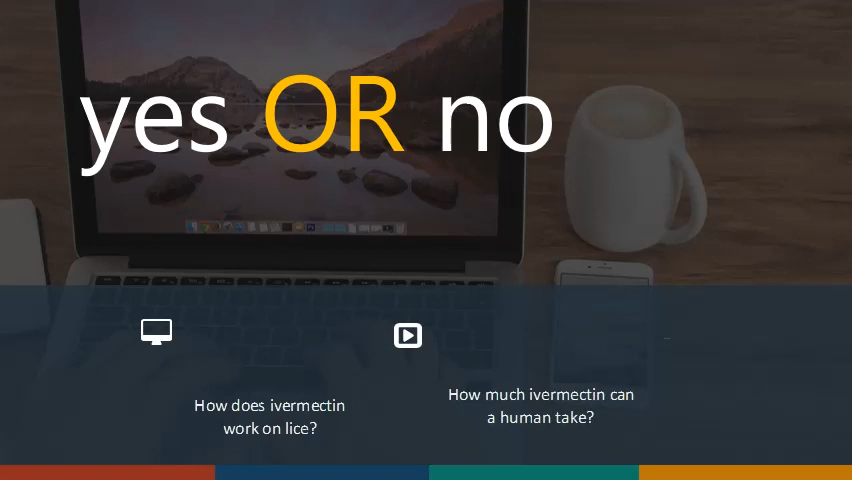 yes OR no
How does ivermectin
work on lice?
How much ivermectin can
a human take?